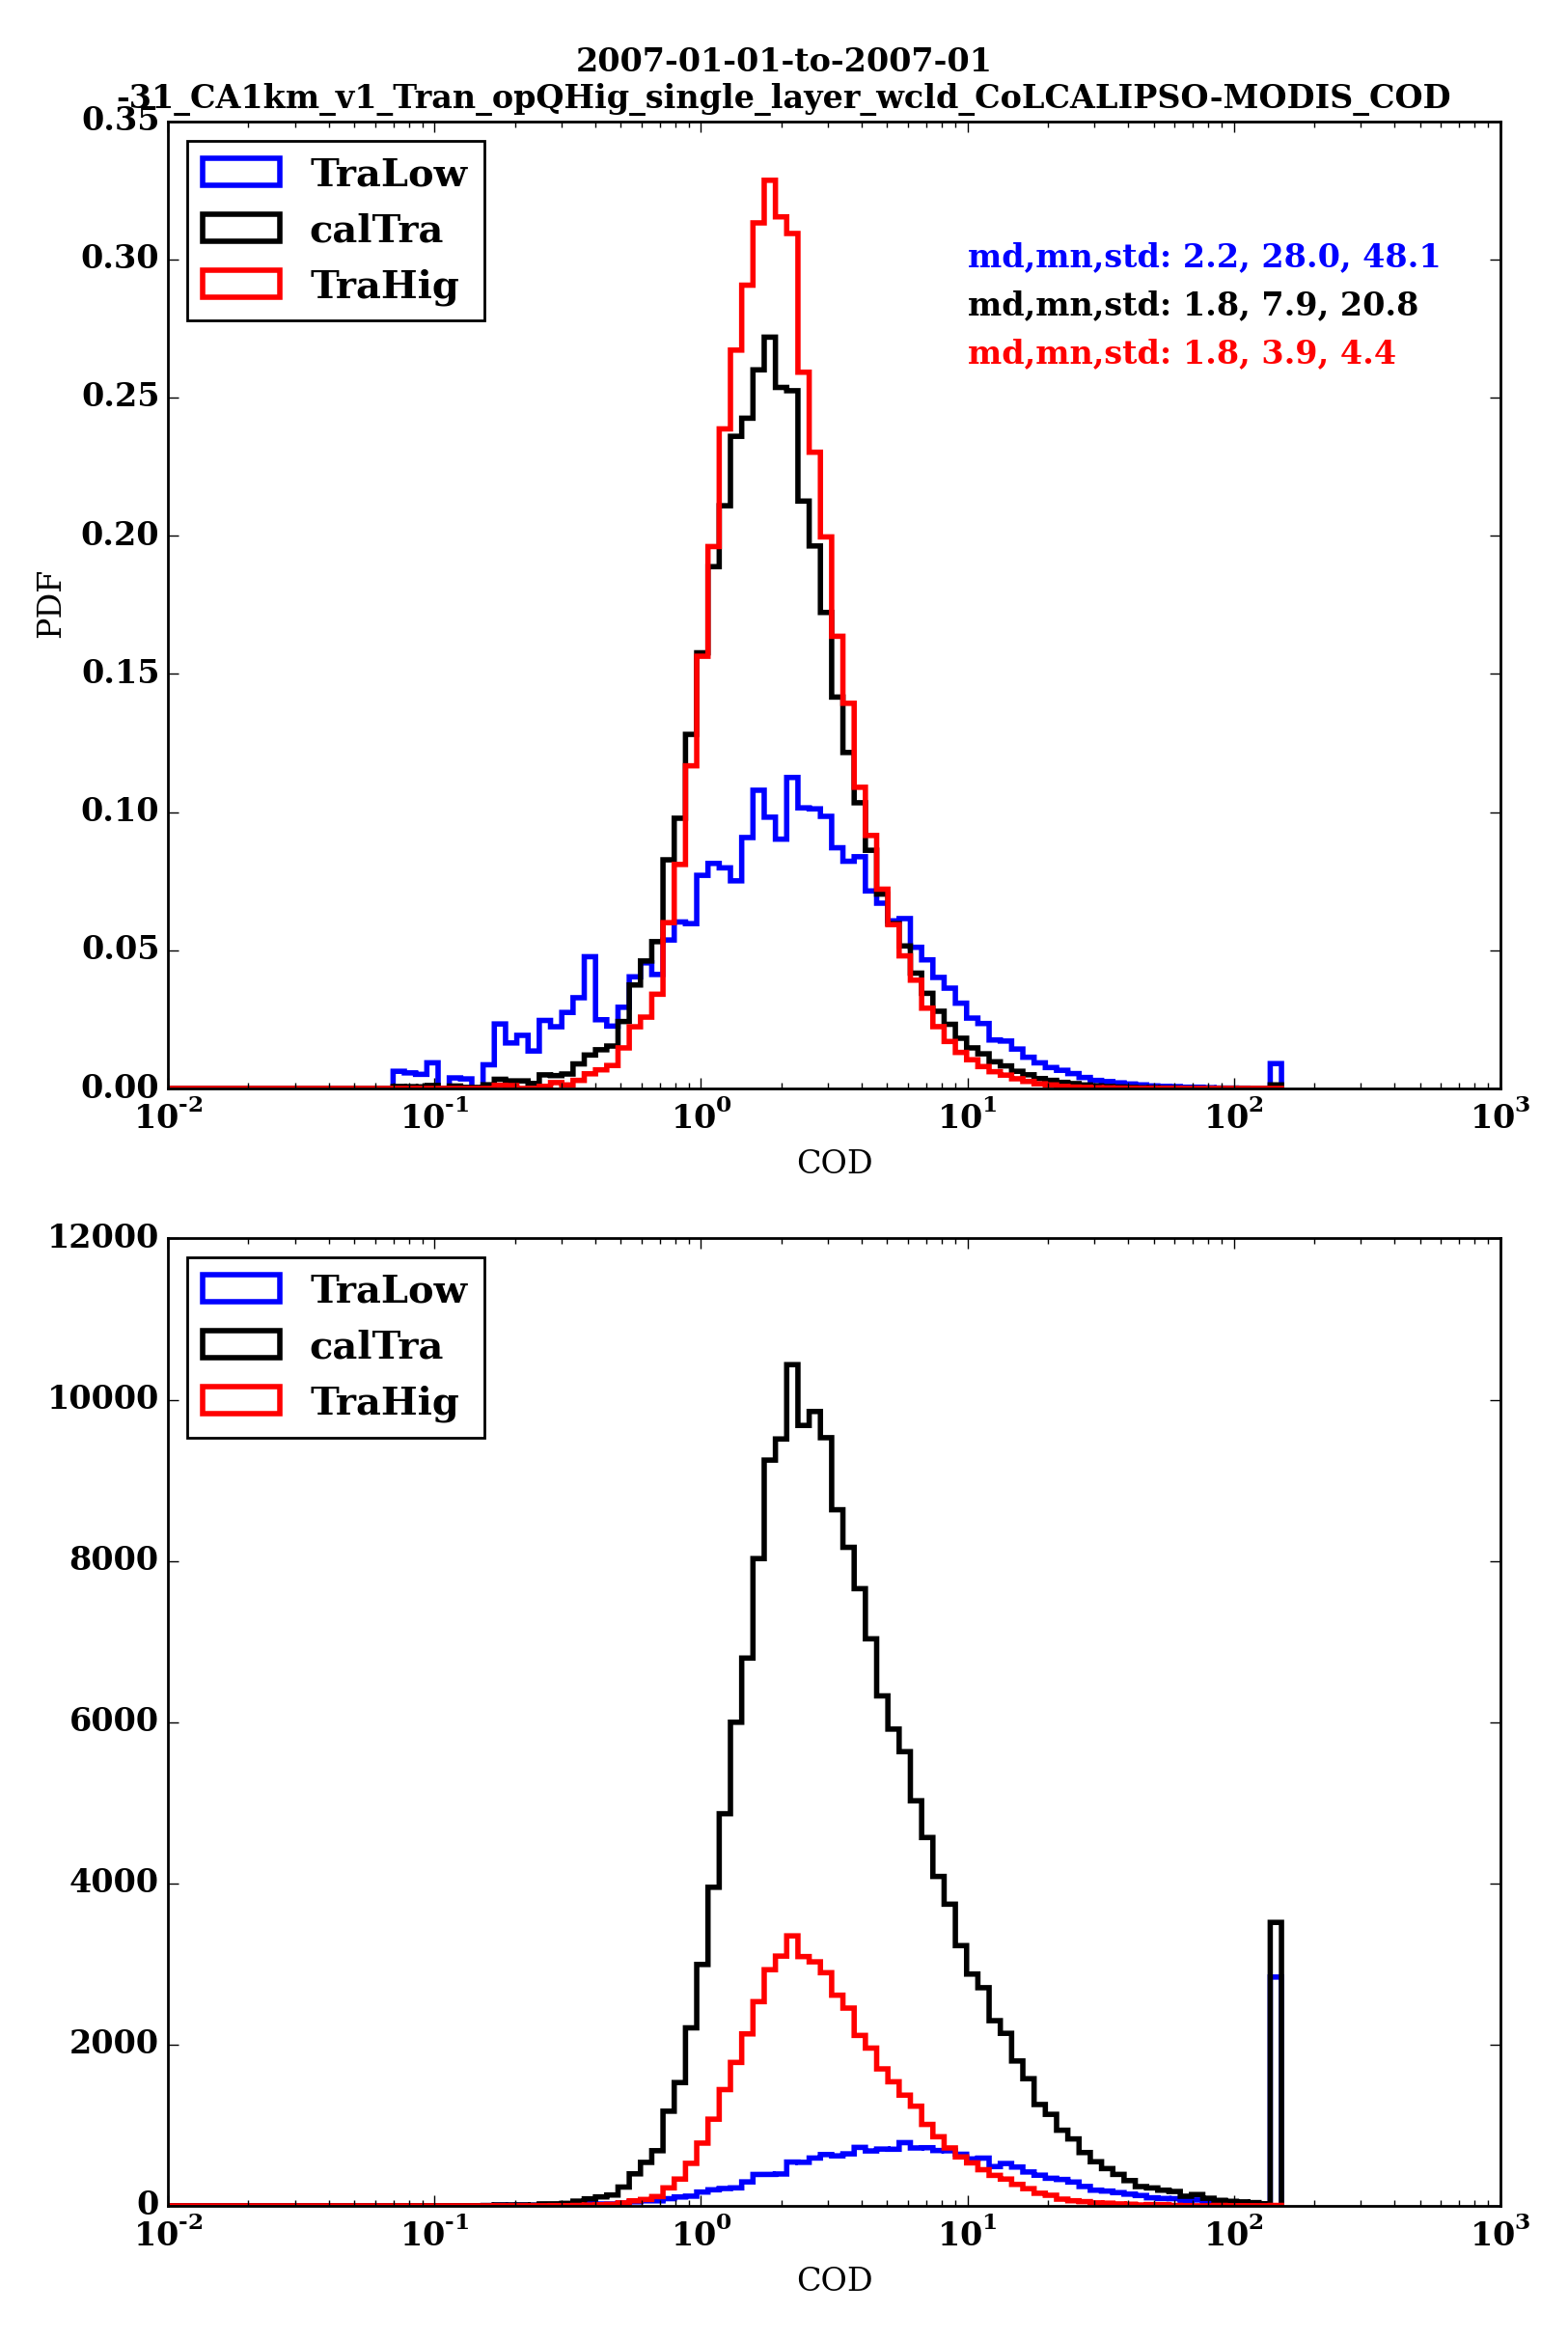 2007-01-01-to-2007-01
-31_CA1km_v1_Tran_opQHig_single_layer_wcld_CoLCALIPSO-MODIS_COD
0.35
TraLow
calTra
TraHig
md,mn,std: 2.2, 28.0, 48.1
md,mn,std: 1.8, 7.9, 20.8
md,mn,std: 1.8, 3.9, 4.4
0.30
0.25
0.20
PDF
0.15
0.10
0.05
0.00
10⁻² 10⁻¹ 10⁰ 10¹ 10² 10³
COD
12000
TraLow
calTra
TraHig
10000
8000
6000
4000
2000
0
10⁻² 10⁻¹ 10⁰ 10¹ 10² 10³
COD